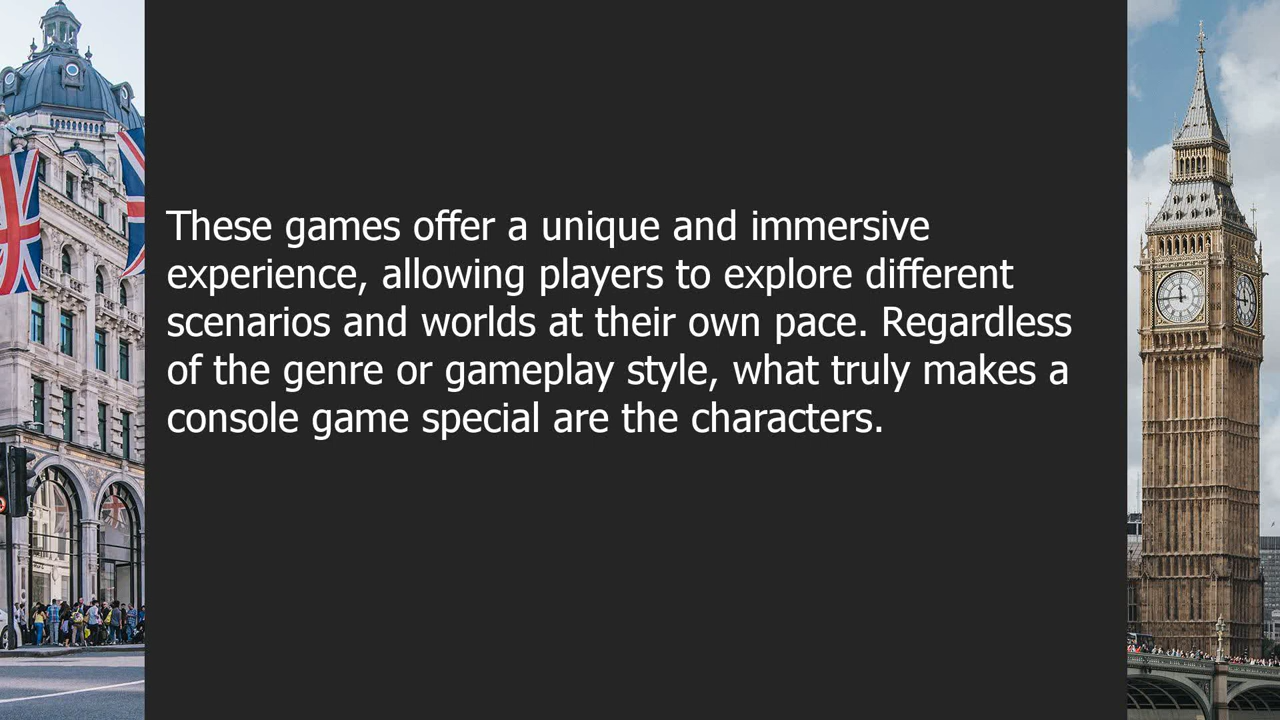 These games offer a unique and immersive
experience, allowing players to explore different
scenarios and worlds at their own pace. Regardless
of the genre or gameplay style, what truly makes a
console game special are the characters.